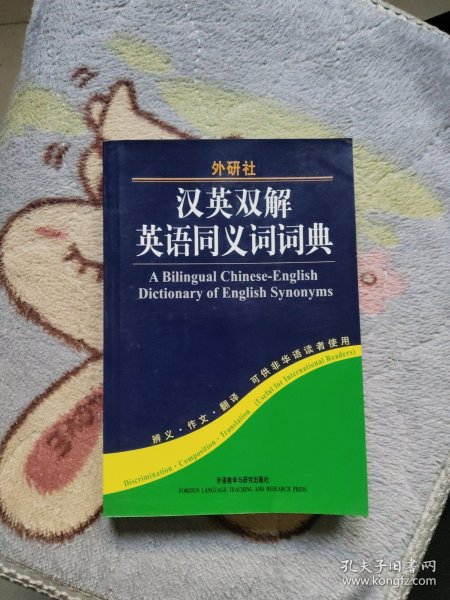 外研社
汉英双解
英语同义词词典
A Bilingual Chinese-English
Dictionary of English Synonyms
辨义·作文·翻译 可供非华语读者使用
Discrimination·Composition·Translation (Useful for International Readers)
外语教学与研究出版社
FOREIGN LANGUAGE TEACHING AND RESEARCH PRESS
孔夫子旧书网
www.kongfz.com